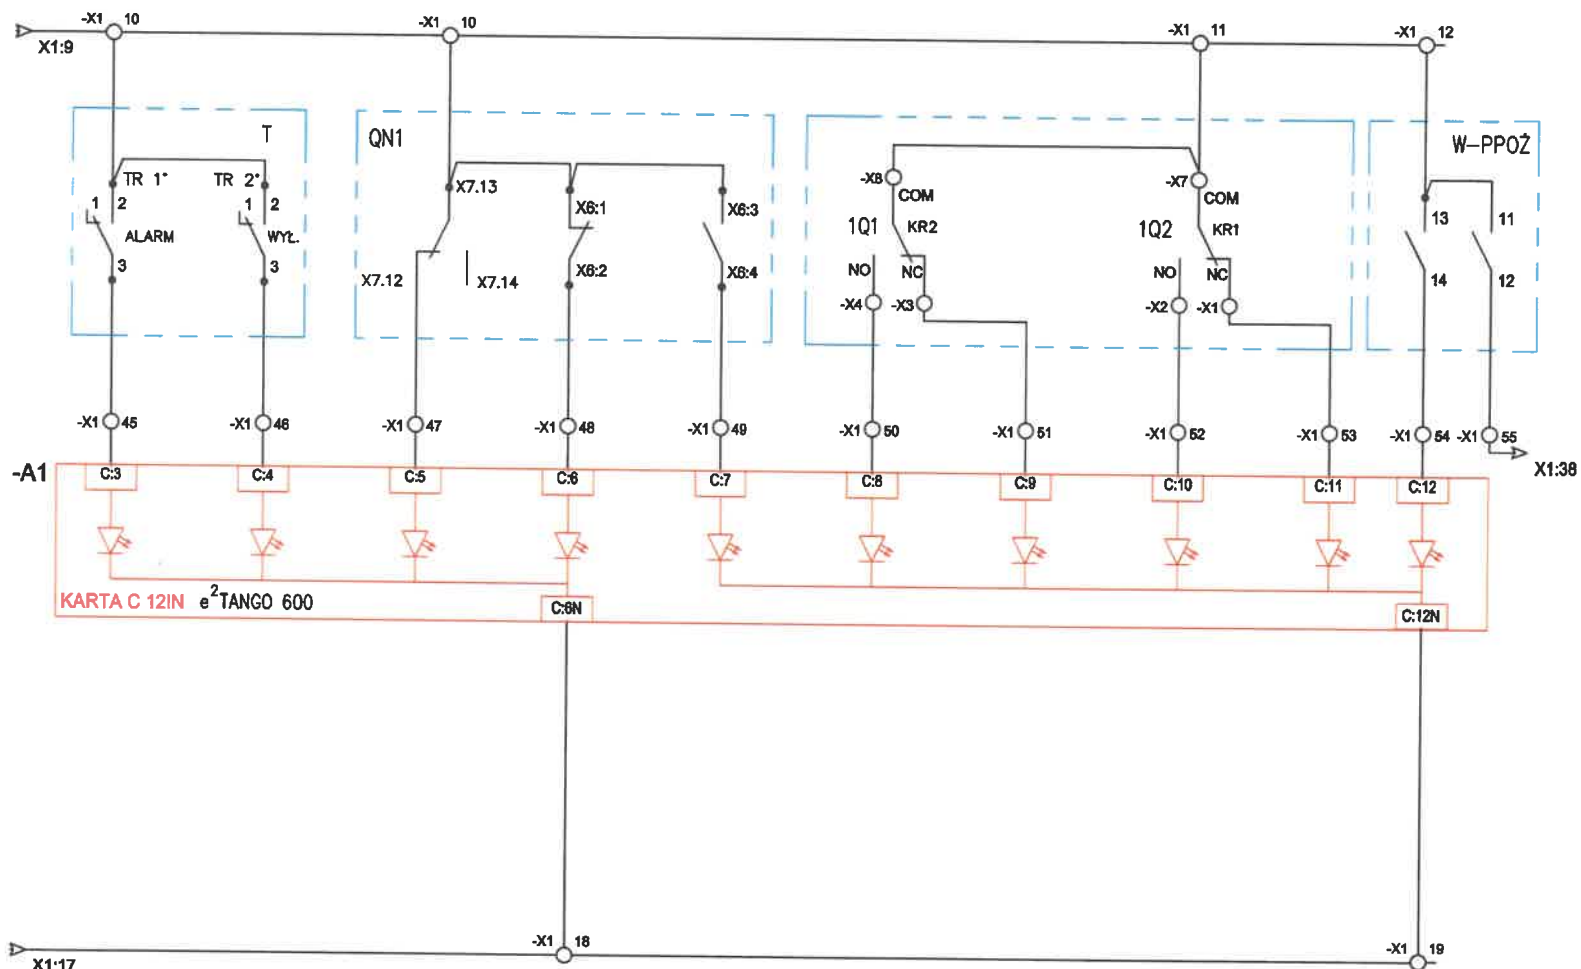 -X1 10
-X1 10
-X1 11
-X1 12
X1:9
T
QN1
W-PPOŻ
TR 1°
TR 2°
X7.13
-X8
-X7
COM
COM
1 2
1 2
X6:1
X6:3
13
11
ALARM
WYŁ.
1Q1
KR2
1Q2
KR1
3
3
X7.12
X7.14
X6:2
X6:4
NO
NC
NO
NC
14
12
-X4
-X3
-X2
-X1
-X1 45
-X1 46
-X1 47
-X1 48
-X1 49
-X1 50
-X1 51
-X1 52
-X1 53
-X1 54
-X1 55
X1:38
-A1
C:3
C:4
C:5
C:6
C:7
C:8
C:9
C:10
C:11
C:12
KARTA C 12IN e²TANGO 600
C:6N
C:12N
-X1 18
-X1 19
X1:17